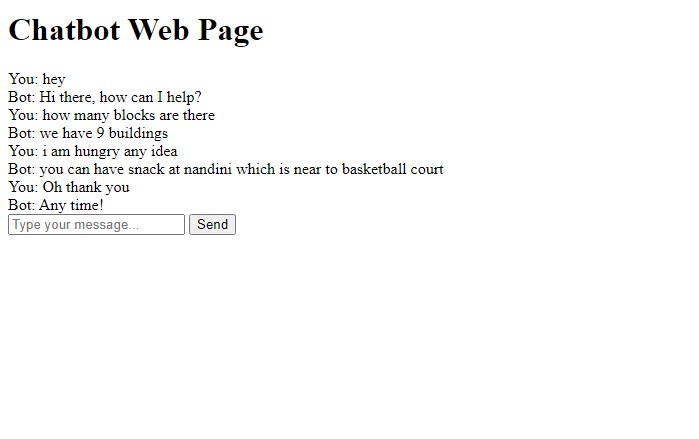 Chatbot Web Page
You: hey
Bot: Hi there, how can I help?
You: how many blocks are there
Bot: we have 9 buildings
You: i am hungry any idea
Bot: you can have snack at nandini which is near to basketball court
You: Oh thank you
Bot: Any time!
Type your message... Send